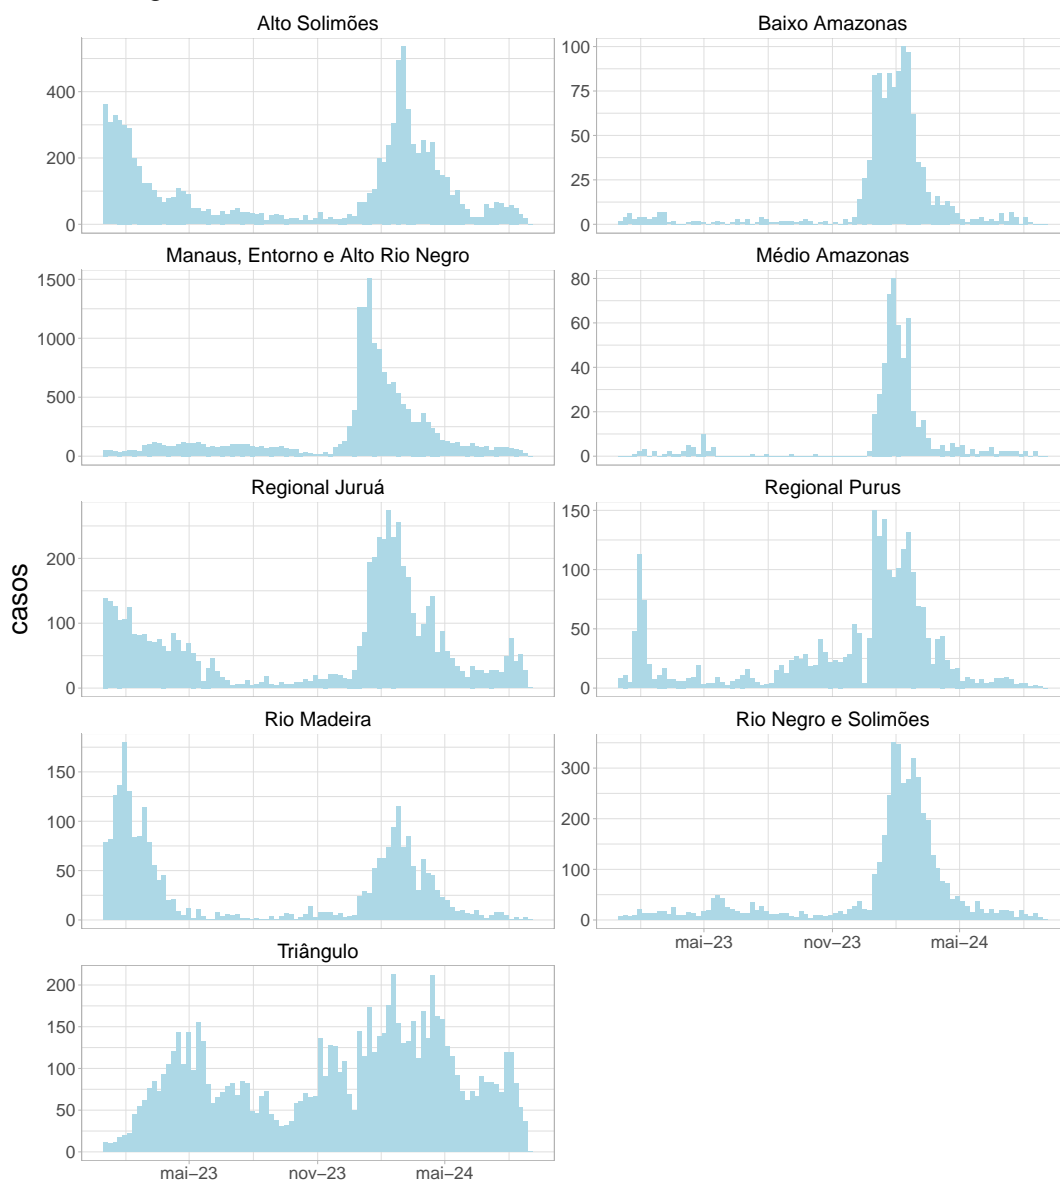 Alto Solimões
Baixo Amazonas
400
200
0
100
75
50
25
0
Manaus, Entorno e Alto Rio Negro
Médio Amazonas
1500
1000
500
0
80
60
40
20
0
Regional Juruá
Regional Purus
200
100
0
150
100
50
0
casos
Rio Madeira
Rio Negro e Solimões
150
100
50
0
300
200
100
0
mai−23
nov−23
mai−24
Triângulo
200
150
100
50
0
mai−23
nov−23
mai−24